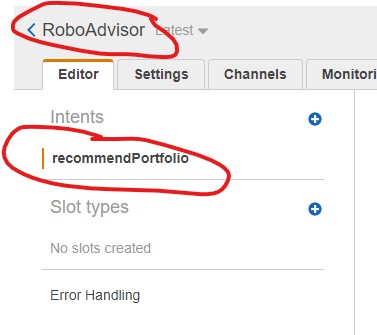 RoboAdvisor Latest
Editor Settings Channels Monitori
Intents
recommendPortfolio
Slot types
No slots created
Error Handling